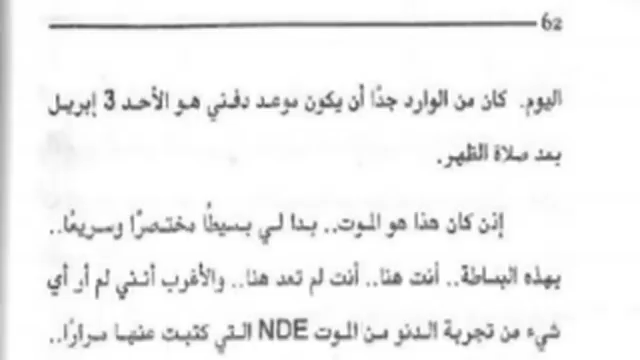 62
اليوم. كان من الوارد جدًا أن يكون موعد دفني هو الأحد 3 إبريل
بعد صلاة الظهر.
إذن كان هذا هو الموت.. بدا لي بسيطًا مختصرًا وسريعًا..
بهذه البساطة.. أنت هنا.. أنت لم تعد هنا.. والأغرب أنني لم أر أي
شيء من تجربة الدنو من الموت NDE التي كتبت عنها مرارًا..